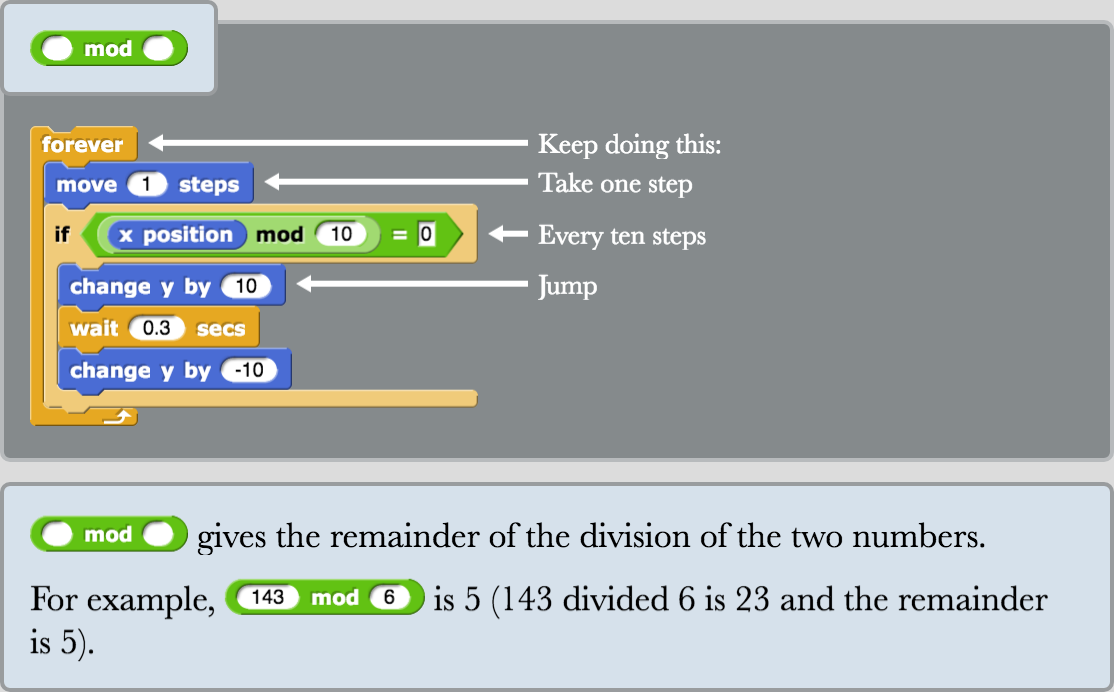 mod
forever
Keep doing this:
move 1 steps
Take one step
if x position mod 10 = 0
Every ten steps
change y by 10
Jump
wait 0.3 secs
change y by -10
mod gives the remainder of the division of the two numbers.
For example, 143 mod 6 is 5 (143 divided 6 is 23 and the remainder
is 5).